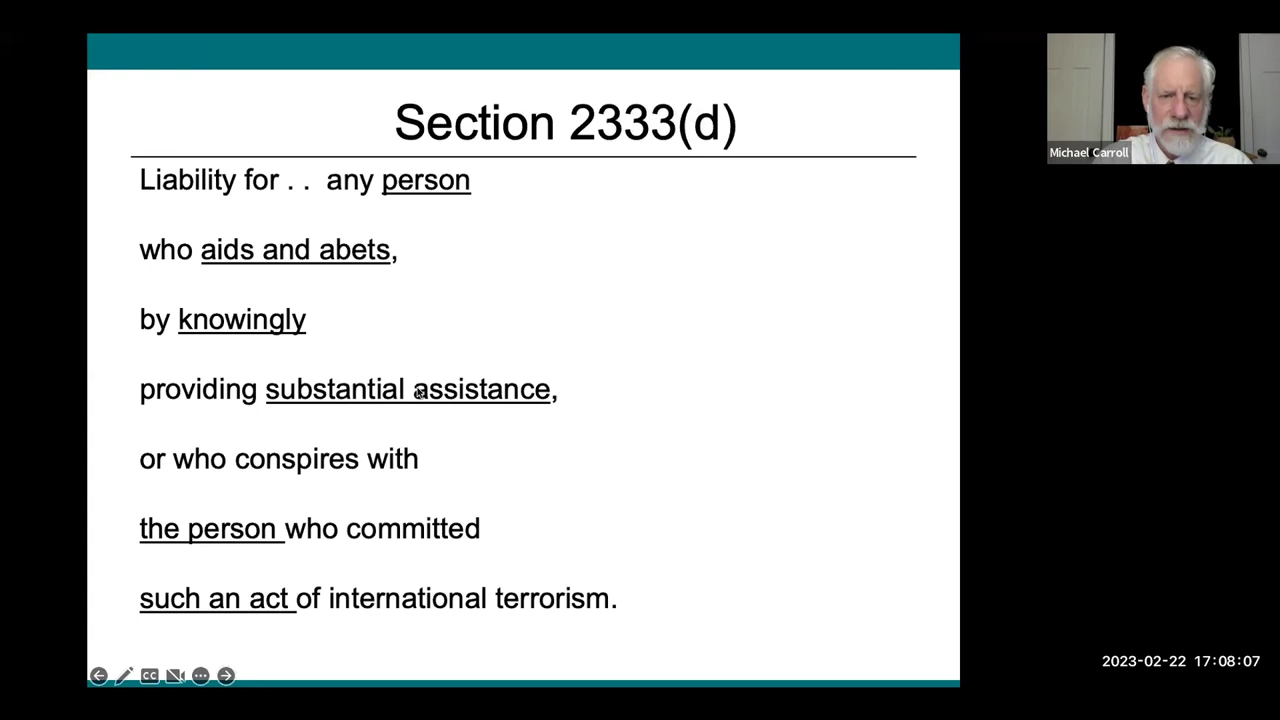 Section 2333(d)
Liability for . . any person
who aids and abets,
by knowingly
providing substantial assistance,
or who conspires with
the person who committed
such an act of international terrorism.
Michael Carroll
CC
2023-02-22 17:08:07